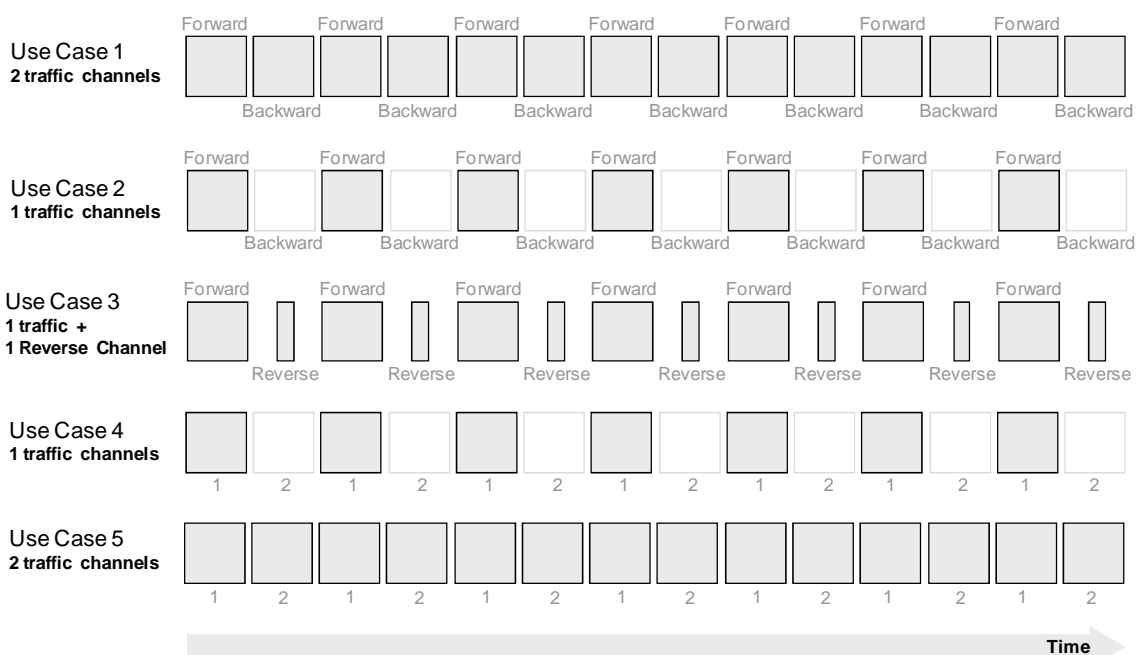 Forward Forward Forward Forward Forward Forward Forward
Use Case 1
2 traffic channels
Backward Backward Backward Backward Backward Backward Backward
Forward Forward Forward Forward Forward Forward Forward
Use Case 2
1 traffic channels
Backward Backward Backward Backward Backward Backward Backward
Forward Forward Forward Forward Forward Forward Forward
Use Case 3
1 traffic +
1 Reverse Channel
Reverse Reverse Reverse Reverse Reverse Reverse Reverse
Use Case 4
1 traffic channels
1 2 1 2 1 2 1 2 1 2 1 2 1 2
Use Case 5
2 traffic channels
1 2 1 2 1 2 1 2 1 2 1 2 1 2
Time